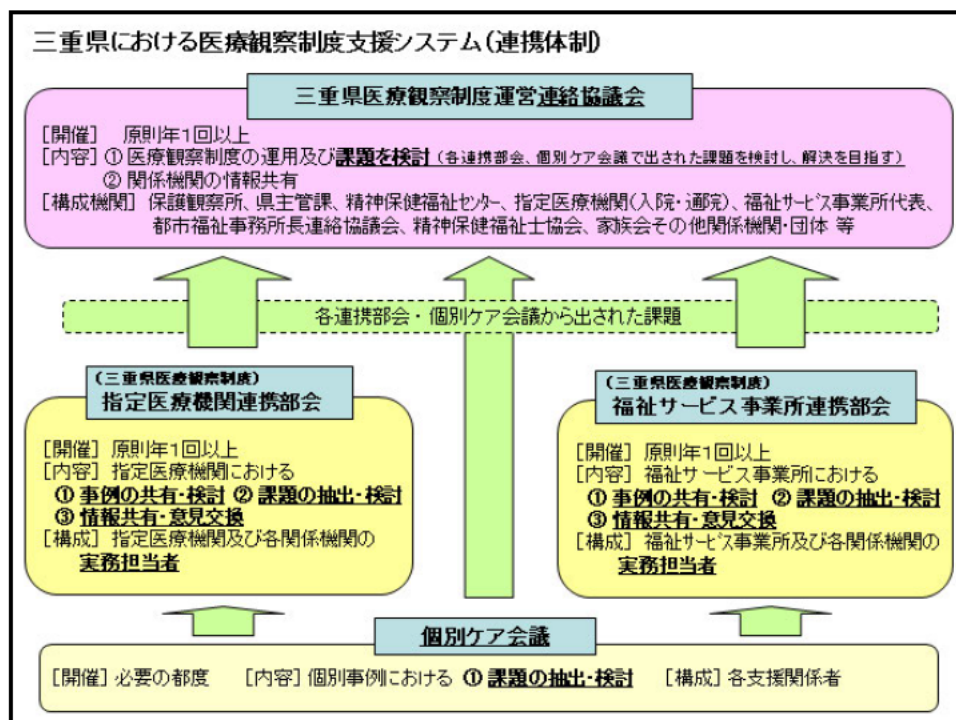 三重県における医療観察制度支援システム(連携体制)
三重県医療観察制度運営連絡協議会
[開催] 原則年1回以上
[内容] ① 医療観察制度の運用及び課題を検討(各連携部会、個別ケア会議で出された課題を検討し、解決を目指す)
② 関係機関の情報共有
[構成機関] 保護観察所、県主管課、精神保健福祉センター、指定医療機関(入院・通院)、福祉サービス事業所代表、
都市福祉事務所長連絡協議会、精神保健福祉士協会、家族会その他関係機関・団体 等
各連携部会・個別ケア会議から出された課題
(三重県医療観察制度)
指定医療機関連携部会
[開催] 原則年1回以上
[内容] 指定医療機関における
① 事例の共有・検討 ② 課題の抽出・検討
③ 情報共有・意見交換
[構成] 指定医療機関及び各関係機関の
実務担当者
(三重県医療観察制度)
福祉サービス事業所連携部会
[開催] 原則年1回以上
[内容] 福祉サービス事業所における
① 事例の共有・検討 ② 課題の抽出・検討
③ 情報共有・意見交換
[構成] 福祉サービス事業所及び各関係機関の
実務担当者
個別ケア会議
[開催] 必要の都度 [内容] 個別事例における ① 課題の抽出・検討 [構成] 各支援関係者